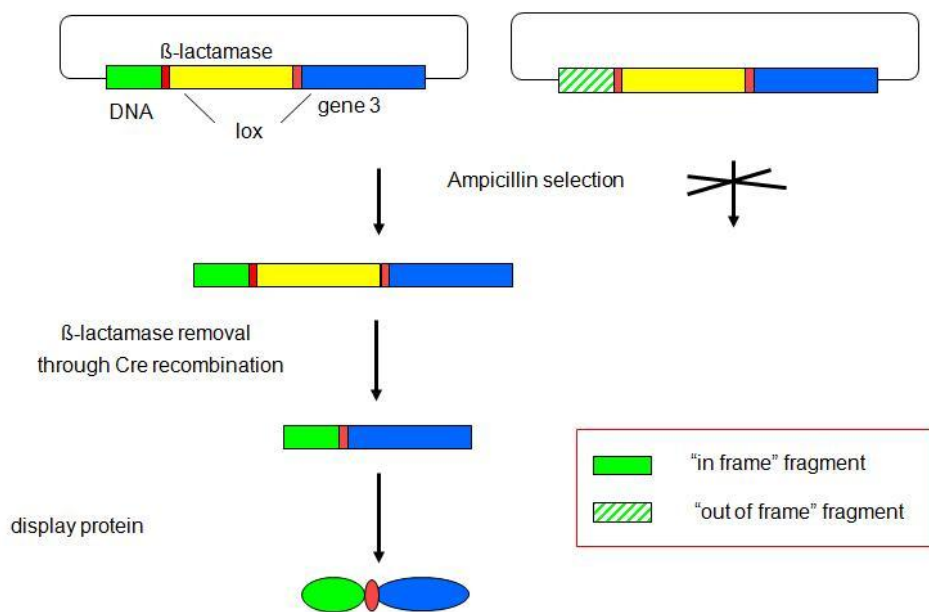 ß-lactamase
DNA
gene 3
lox
Ampicillin selection
ß-lactamase removal
through Cre recombination
“in frame” fragment
“out of frame” fragment
display protein